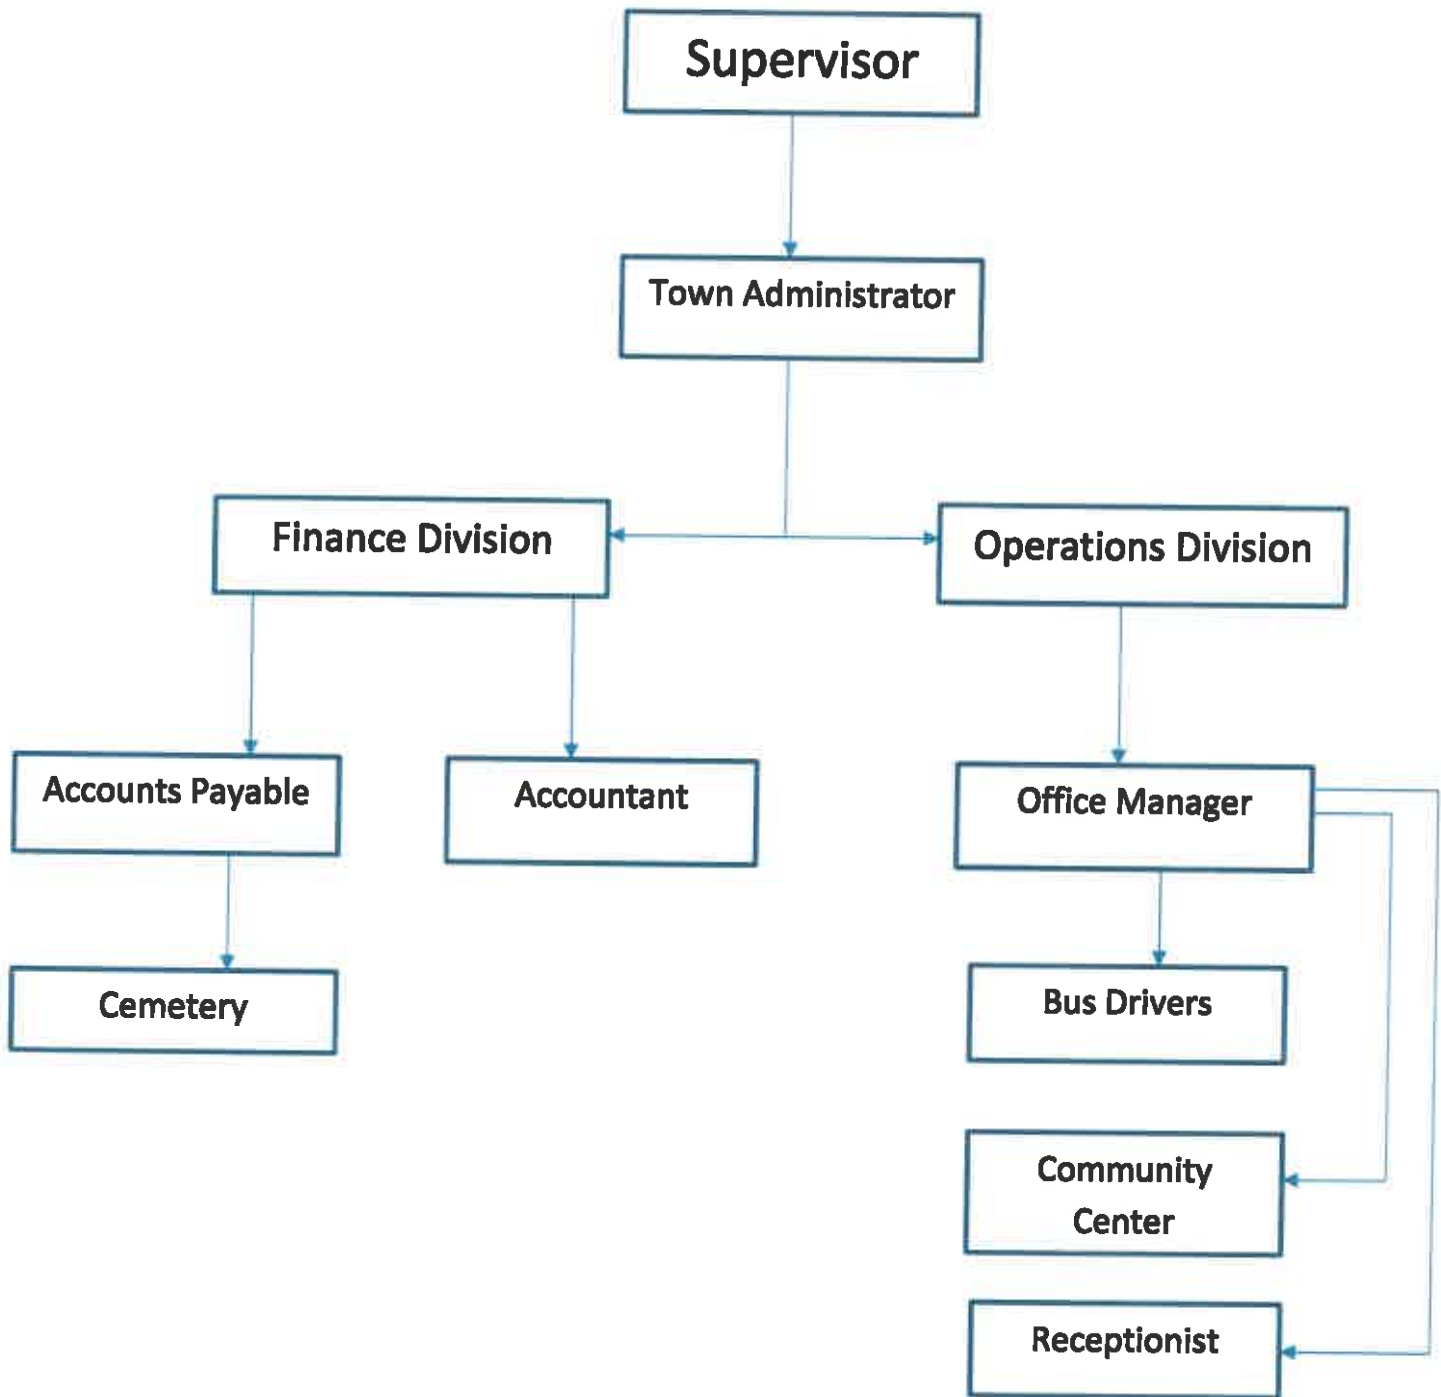 Supervisor
Town Administrator
Finance Division
Operations Division
Accounts Payable
Accountant
Office Manager
Cemetery
Bus Drivers
Community
Center
Receptionist